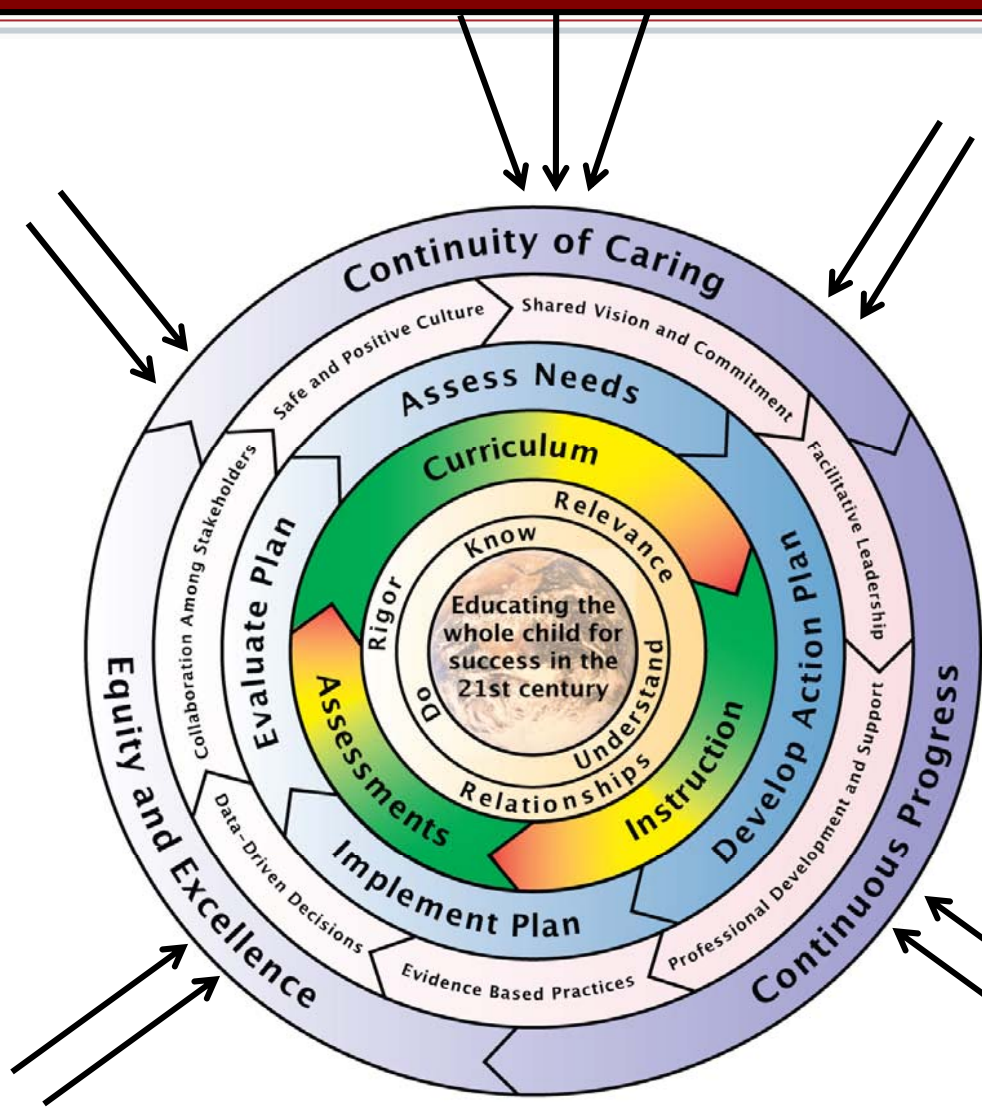 Continuity of Caring
Continuous Progress
Equity and Excellence
Safe and Positive Culture
Shared Vision and Commitment
Facilitative Leadership
Professional Development and Support
Evidence Based Practices
Data-Driven Decisions
Collaboration Among Stakeholders
Assess Needs
Develop Action Plan
Implement Plan
Evaluate Plan
Curriculum
Instruction
Assessments
Relevance
Relationships
Rigor
Know
Understand
Do
Educating the
whole child for
success in the
21st century